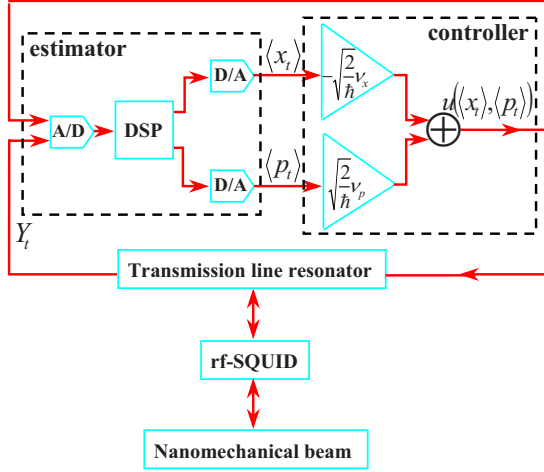 estimator
controller
A/D
DSP
D/A
D/A
⟨x_t⟩
⟨p_t⟩
-√(2/ħ) ν_x
√(2/ħ) ν_p
u(⟨x_t⟩,⟨p_t⟩)
Y_t
Transmission line resonator
rf-SQUID
Nanomechanical beam